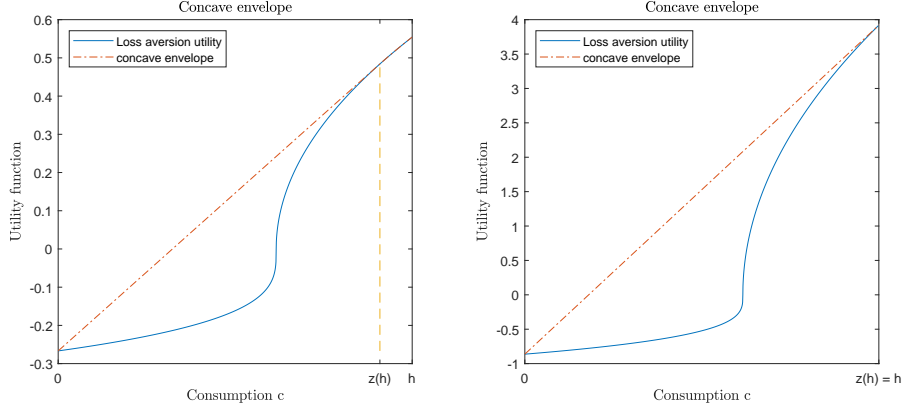 Concave envelope
Loss aversion utility
concave envelope
Utility function
0.6
0.5
0.4
0.3
0.2
0.1
0
-0.1
-0.2
-0.3
0
z(h)
h
Consumption c
Concave envelope
Loss aversion utility
concave envelope
Utility function
4
3.5
3
2.5
2
1.5
1
0.5
0
-0.5
-1
0
z(h) = h
Consumption c